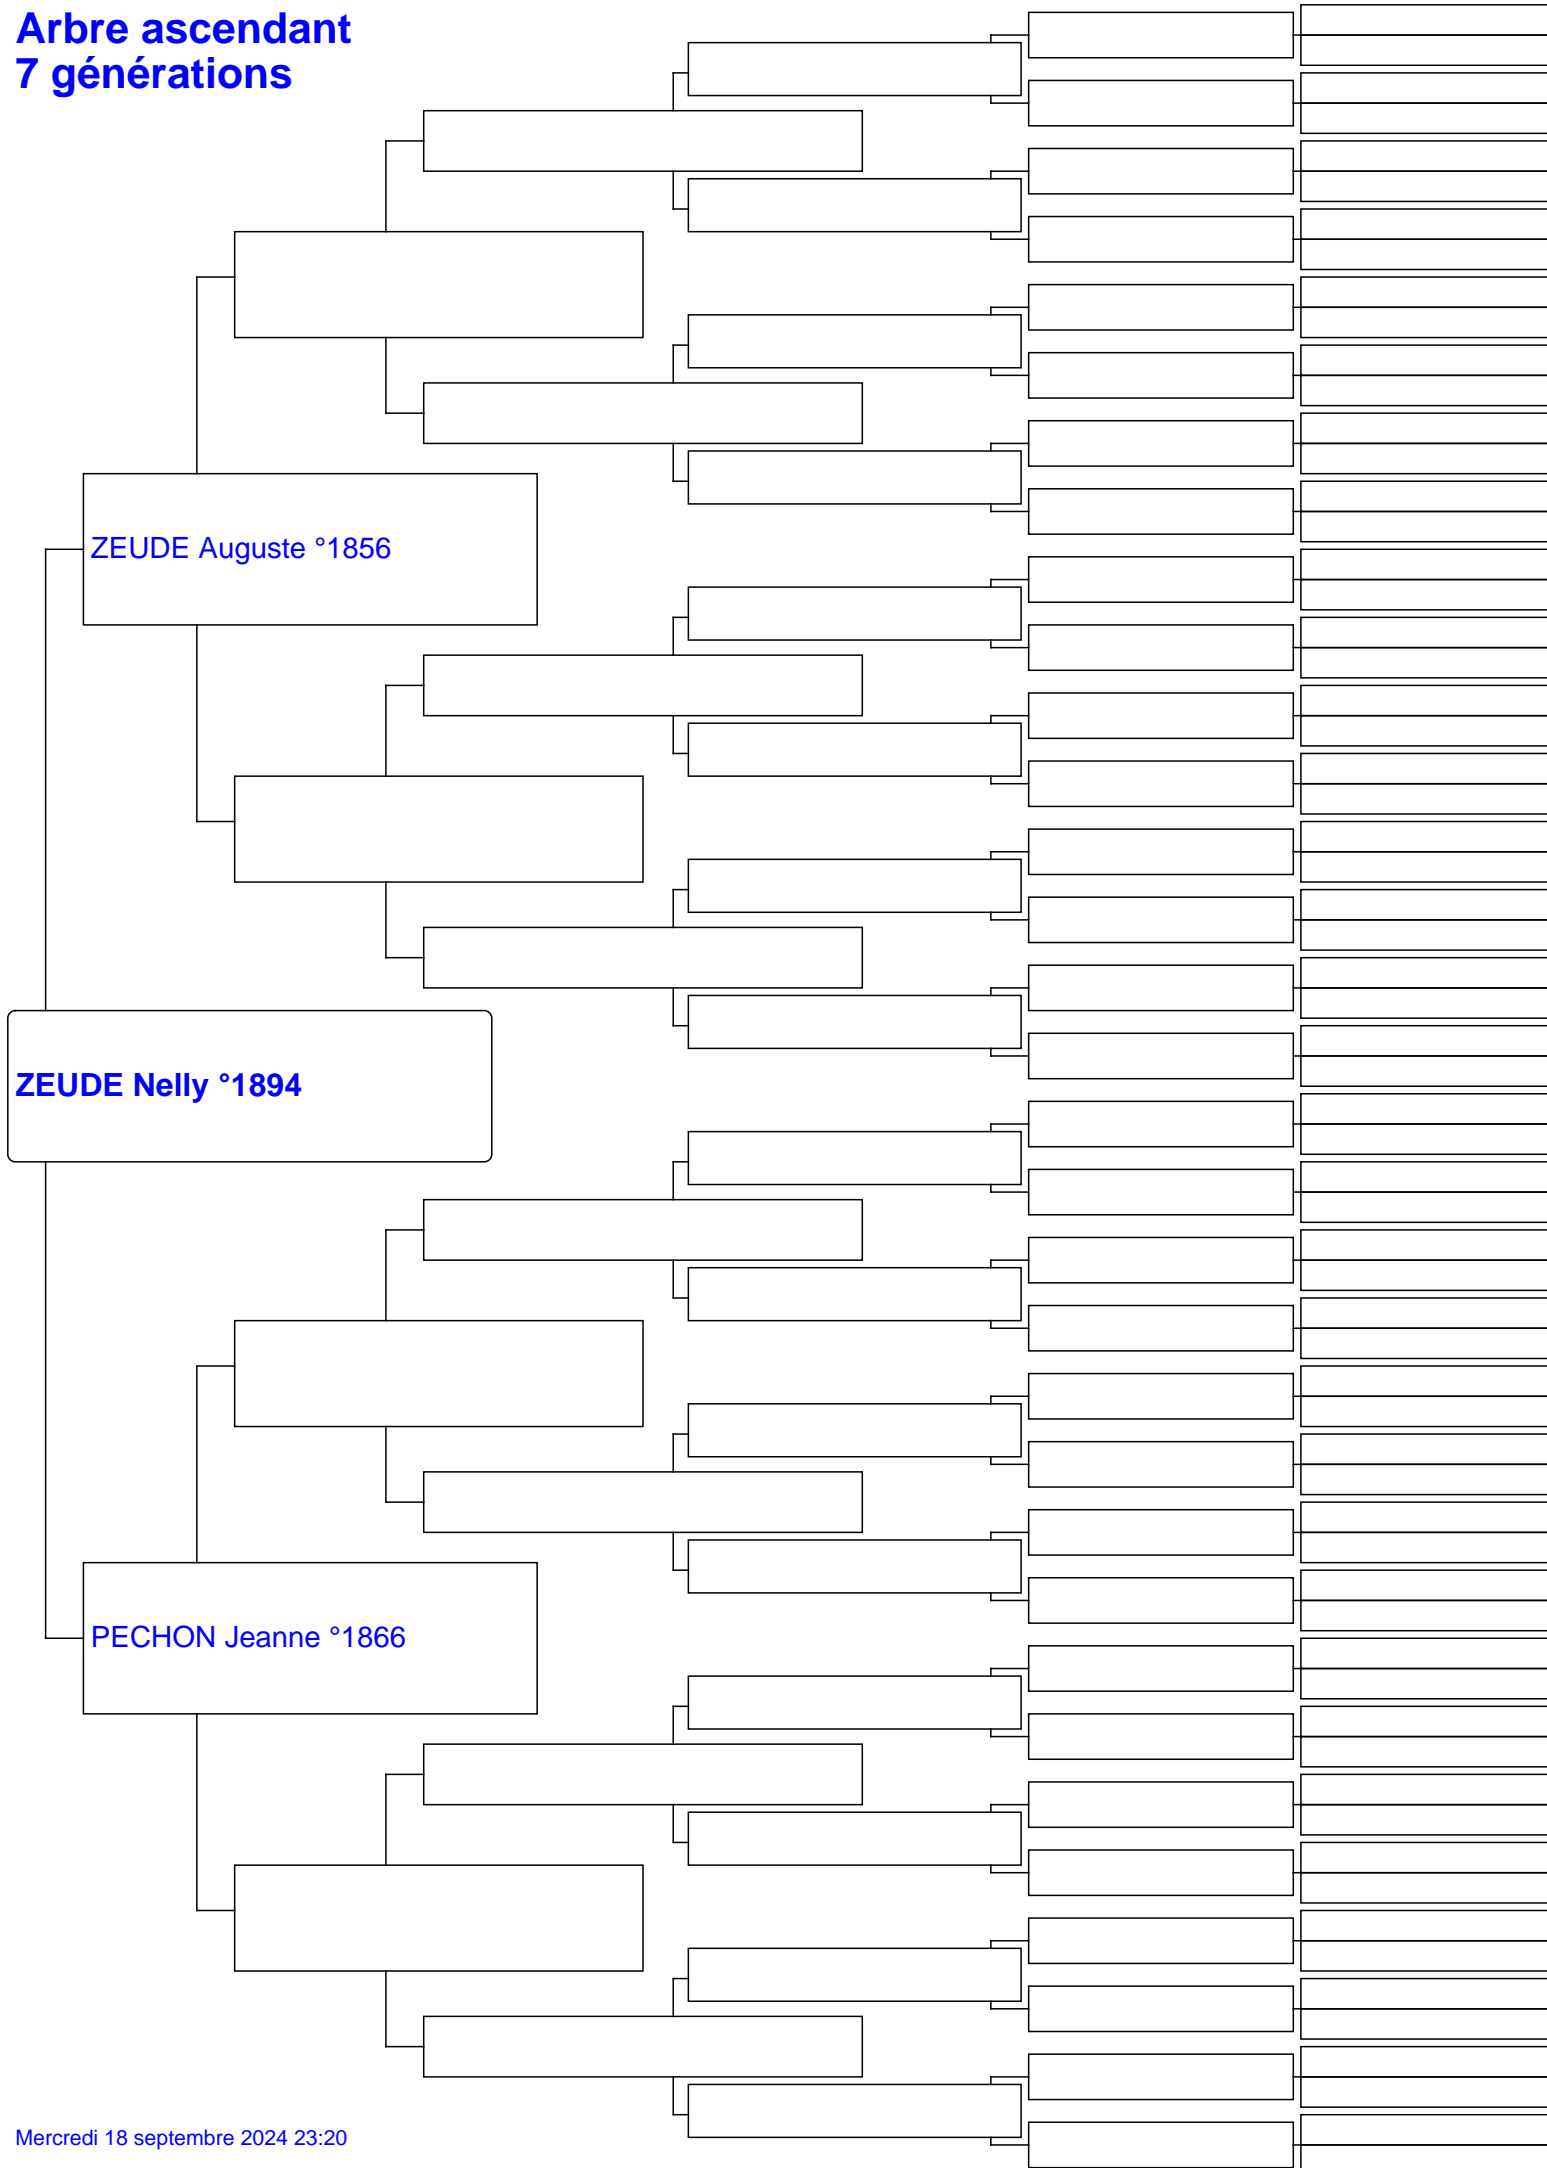 Arbre ascendant
7 générations
ZEUDE Auguste °1856
ZEUDE Nelly °1894
PECHON Jeanne °1866
Mercredi 18 septembre 2024 23:20